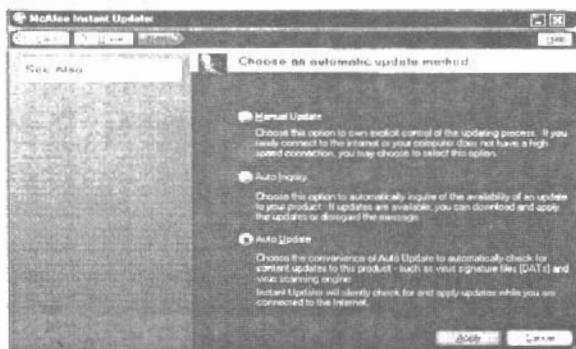 McAfee Instant Updater
Back
Home
Help
See Also
Choose an automatic update method
Manual Update
Choose this option to own explicit control of the updating process. If you
rarely connect to the internet or your computer does not have a high
speed connection, you may choose to select this option.
Auto Inquiry
Choose this option to automatically inquire of the availability of an update
to your product. If updates are available, you can download and apply
the updates or disregard the message.
Auto Update
Choose the convenience of Auto Update to automatically check for
content updates to this product - such as virus signature files [DATs] and
virus scanning engine.
Instant Updater will silently check for and apply updates while you are
connected to the Internet.
Apply
Cancel